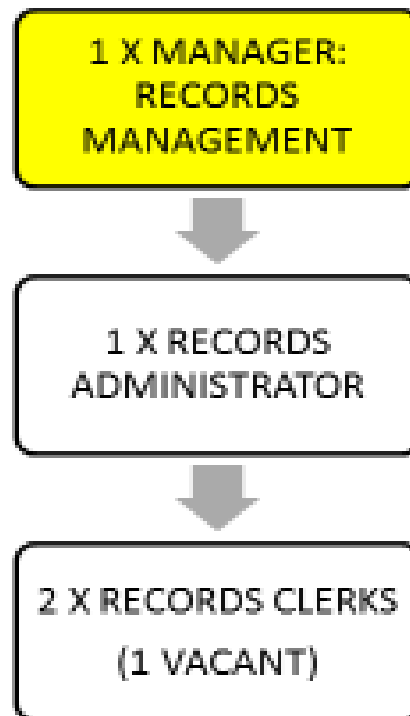 1 X MANAGER:
RECORDS
MANAGEMENT
1 X RECORDS
ADMINISTRATOR
2 X RECORDS CLERKS
(1 VACANT)